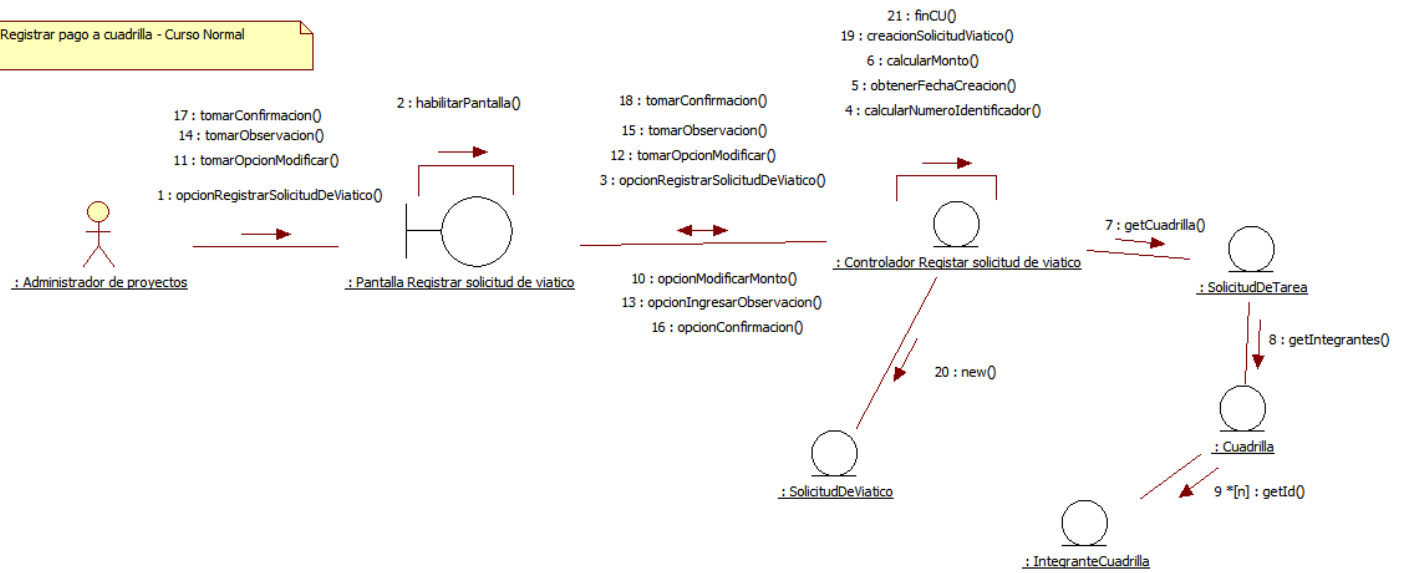 Registrar pago a cuadrilla - Curso Normal
17 : tomarConfirmacion()
14 : tomarObservacion()
11 : tomarOpcionModificar()
1 : opcionRegistrarSolicitudDeViatico()
2 : habilitarPantalla()
18 : tomarConfirmacion()
15 : tomarObservacion()
12 : tomarOpcionModificar()
3 : opcionRegistrarSolicitudDeViatico()
21 : finCU()
19 : creacionSolicitudViatico()
6 : calcularMonto()
5 : obtenerFechaCreacion()
4 : calcularNumeroIdentificador()
7 : getCuadrilla()
: Administrador de proyectos
: Pantalla Registrar solicitud de viatico
10 : opcionModificarMonto()
13 : opcionIngresarObservacion()
16 : opcionConfirmacion()
: Controlador Registar solicitud de viatico
: SolicitudDeTarea
8 : getIntegrantes()
20 : new()
: Cuadrilla
: SolicitudDeViatico
9 *[n] : getId()
: IntegranteCuadrilla